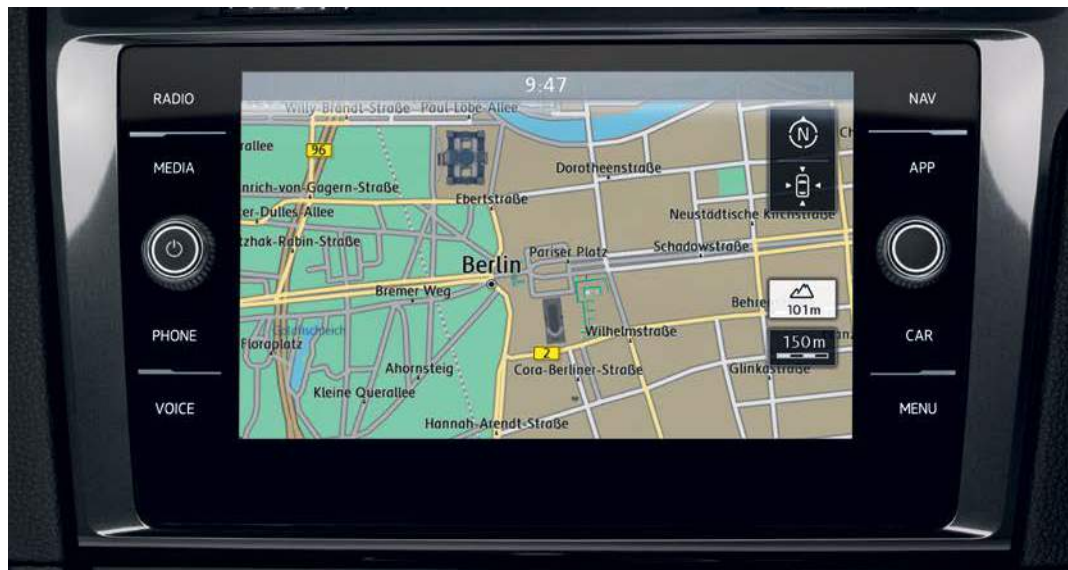 9:47
RADIO
MEDIA
PHONE
VOICE
NAV
APP
CAR
MENU
Willy-Brandt-Straße
Paul-Löbe-Allee
96
Dorotheenstraße
Ebertstraße
Neustädtische Kirchstraße
Pariser Platz
Schadowstraße
Berlin
Bremer Weg
N
101m
150m
Wilhelmstraße
Floraplatz
2
Ahornsteig
Cora-Berliner-Straße
Glinkastraße
Kleine Querallee
Hannah-Arendt-Straße